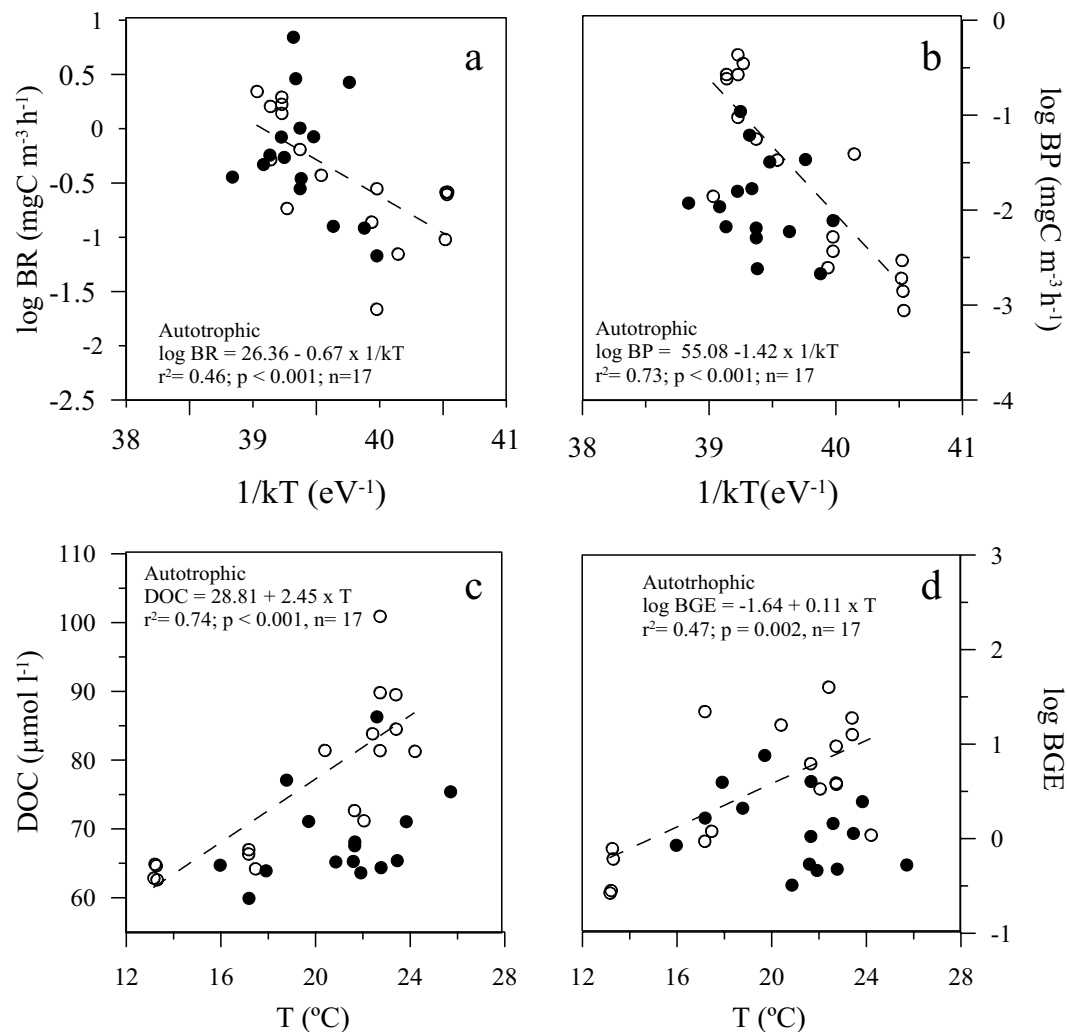 1
0.5
0
-0.5
-1
-1.5
-2
-2.5
log BR (mgC m⁻³ h⁻¹)
a
Autotrophic
log BR = 26.36 - 0.67 x 1/kT
r²= 0.46; p < 0.001; n=17
38
39
40
41
1/kT (eV⁻¹)
b
0
-1
-2
-3
-4
log BP (mgC m⁻³ h⁻¹)
Autotrophic
log BP = 55.08 -1.42 x 1/kT
r²= 0.73; p < 0.001; n= 17
38
39
40
41
1/kT(eV⁻¹)
110
100
90
80
70
60
DOC (µmol l⁻¹)
Autotrophic
DOC = 28.81 + 2.45 x T
r²= 0.74; p < 0.001, n= 17
c
12
16
20
24
28
T (ºC)
Autotrhophic
log BGE = -1.64 + 0.11 x T
r²= 0.47; p = 0.002, n= 17
d
3
2
1
0
-1
log BGE
12
16
20
24
28
T (ºC)